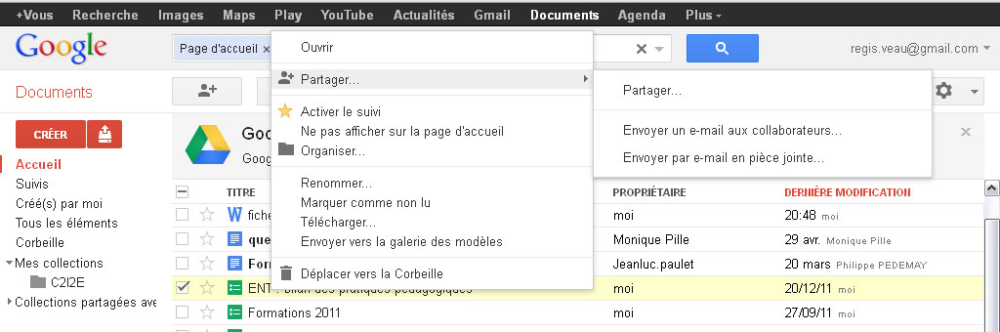 +Vous Recherche Images Maps Play YouTube Actualités Gmail Documents Agenda Plus
Google
Page d'accueil
regis.veau@gmail.com
Documents
CRÉER
Accueil
Suivis
Créé(s) par moi
Tous les éléments
Corbeille
Mes collections
C2I2E
Collections partagées ave
Ouvrir
Partager...
Activer le suivi
Ne pas afficher sur la page d'accueil
Organiser...
Renommer...
Marquer comme non lu
Télécharger...
Envoyer vers la galerie des modèles
Déplacer vers la Corbeille
Partager...
Envoyer un e-mail aux collaborateurs...
Envoyer par e-mail en pièce jointe...
Goo
Goog
TITRE PROPRIÉTAIRE DERNIÈRE MODIFICATION
fiche moi 20:48 moi
que Monique Pille 29 avr. Monique Pille
For Jeanluc.paulet 20 mars Philippe PEDEMAY
ENT : bilan des pratiques pédagogiques moi 20/12/11 moi
Formations 2011 moi 27/09/11 moi